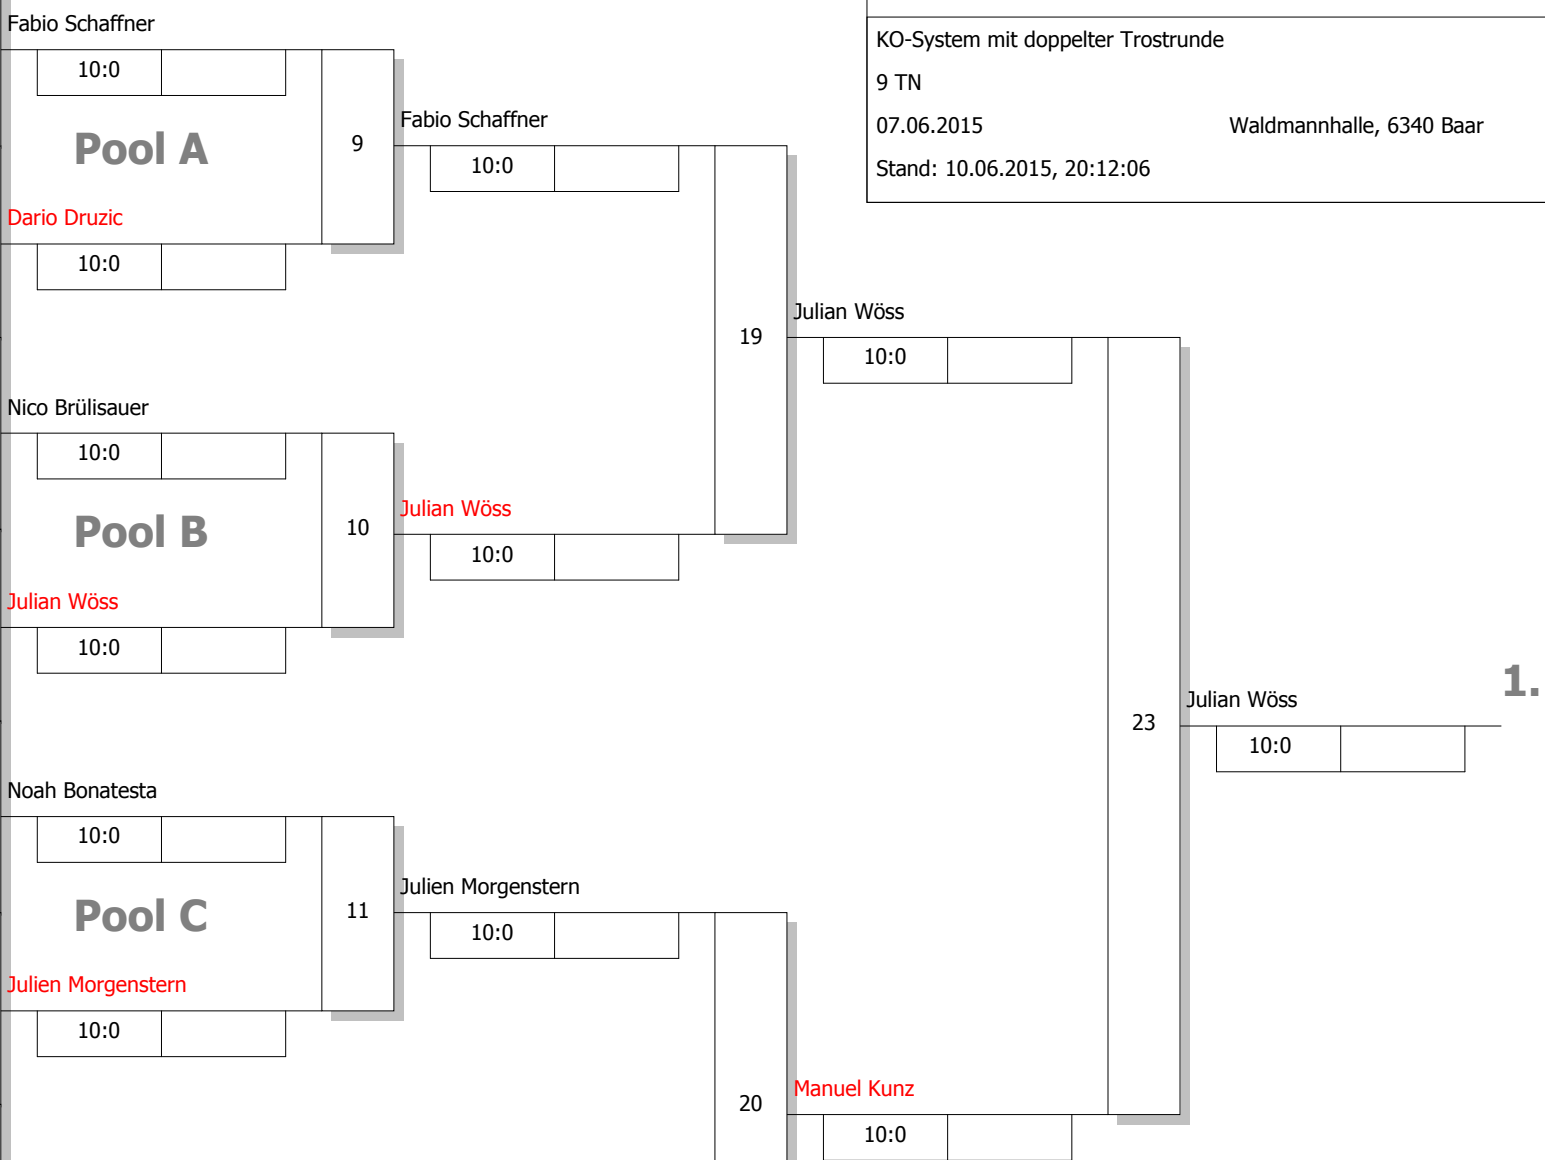 Fabio Schaffner
10:0
Pool A
9
Dario Druzic
10:0
Fabio Schaffner
10:0
KO-System mit doppelter Trostrunde
9 TN
07.06.2015 Waldmannhalle, 6340 Baar
Stand: 10.06.2015, 20:12:06
19
Julian Wöss
10:0
Nico Brülisauer
10:0
Pool B
10
Julian Wöss
10:0
Julian Wöss
10:0
23
Julian Wöss
10:0
1.
Noah Bonatesta
10:0
Pool C
11
Julien Morgenstern
10:0
Julien Morgenstern
10:0
20
Manuel Kunz
10:0